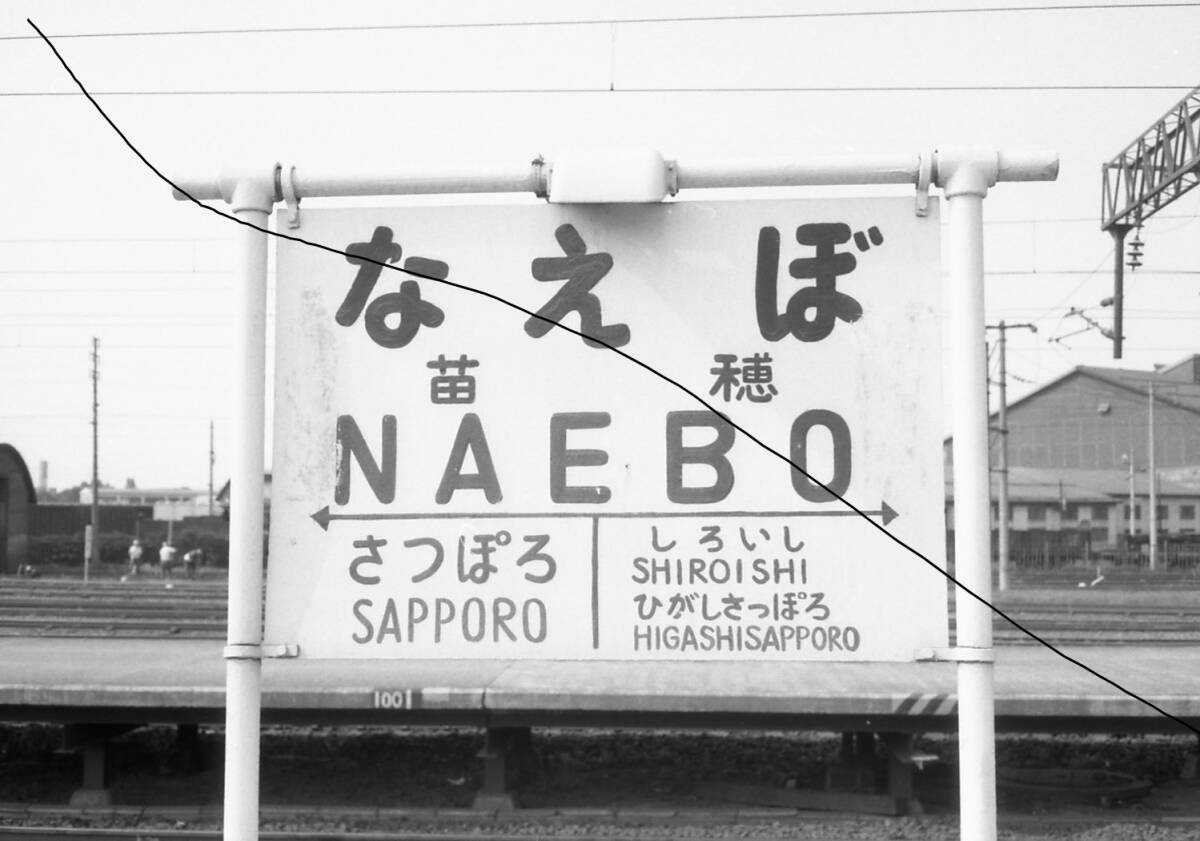 なえぼ
苗穂
NAEBO
さつぽろ
SAPPORO
しろいし
SHIROISHI
ひがしさっぽろ
HIGASHISAPPORO
1001